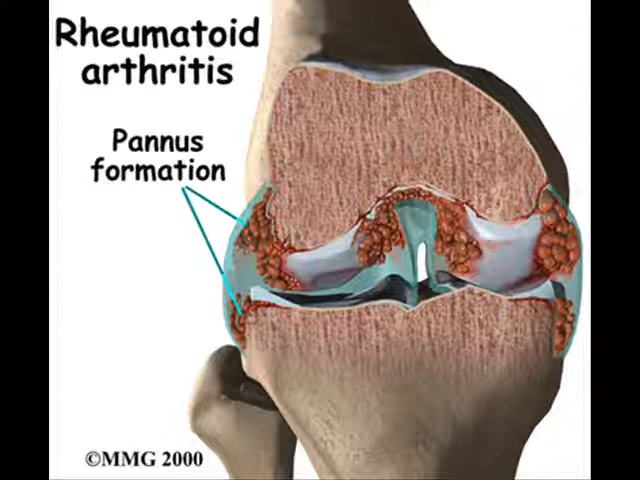 Rheumatoid
arthritis
Pannus
formation
©MMG 2000